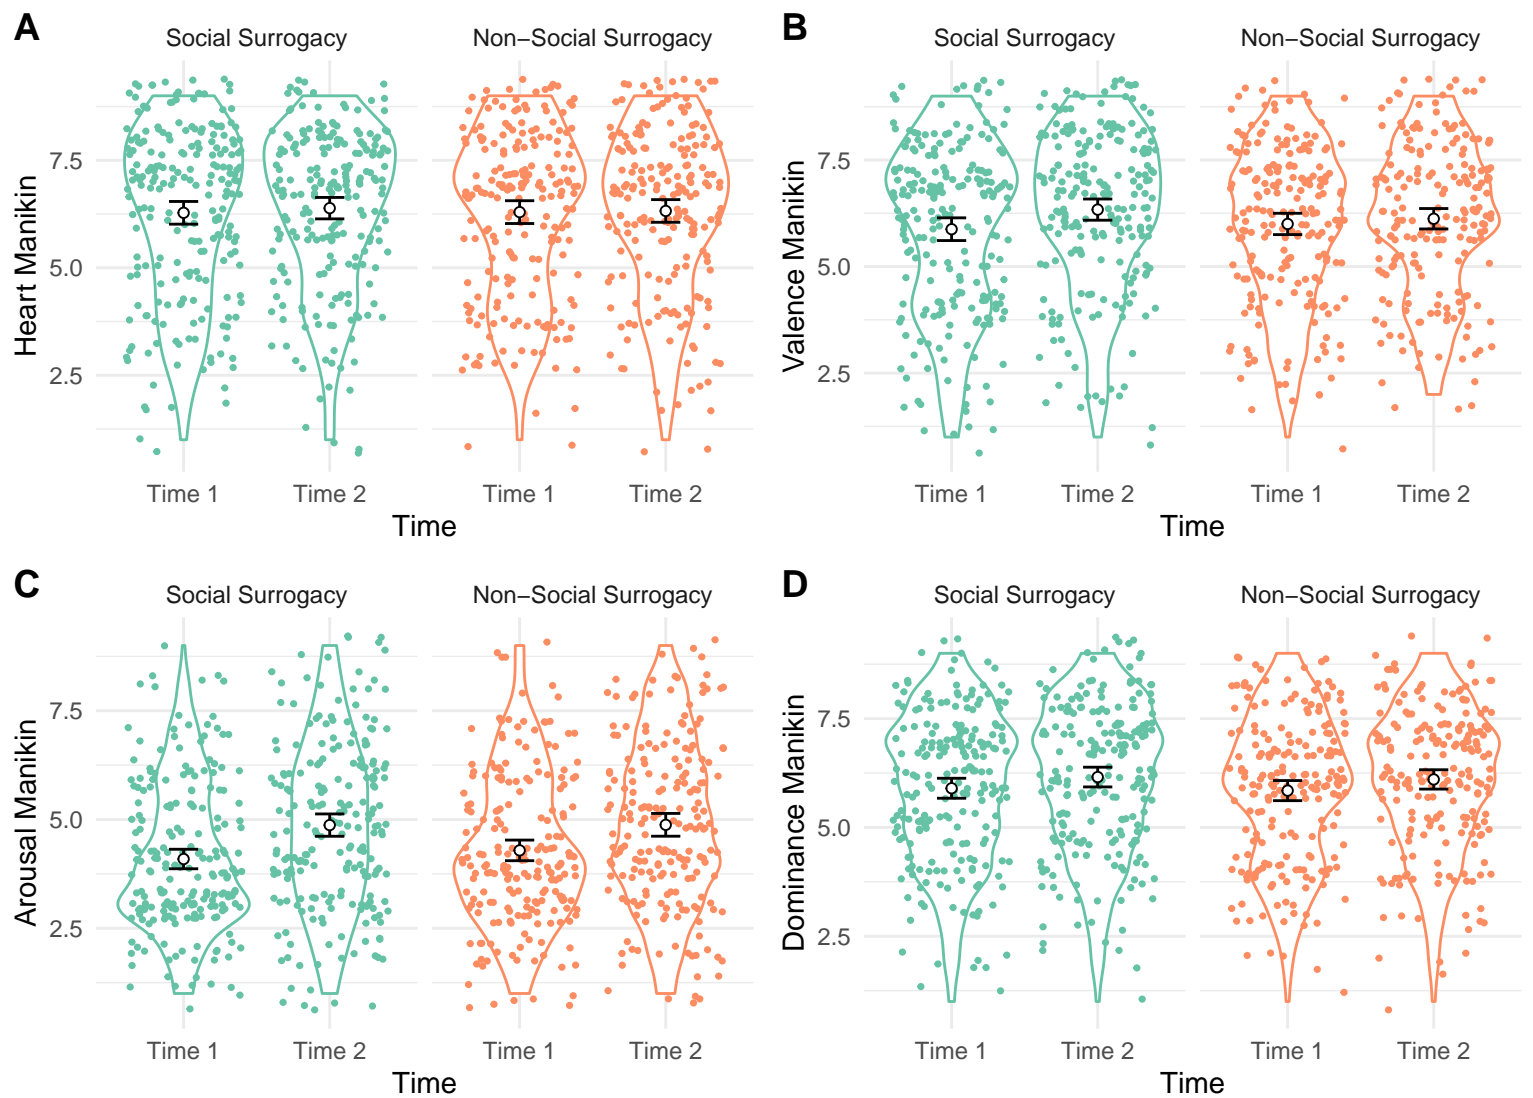 A
Social Surrogacy
Non−Social Surrogacy
Heart Manikin
7.5
5.0
2.5
Time 1
Time 2
Time 1
Time 2
Time
B
Social Surrogacy
Non−Social Surrogacy
Valence Manikin
7.5
5.0
2.5
Time 1
Time 2
Time 1
Time 2
Time
C
Social Surrogacy
Non−Social Surrogacy
Arousal Manikin
7.5
5.0
2.5
Time 1
Time 2
Time 1
Time 2
Time
D
Social Surrogacy
Non−Social Surrogacy
Dominance Manikin
7.5
5.0
2.5
Time 1
Time 2
Time 1
Time 2
Time